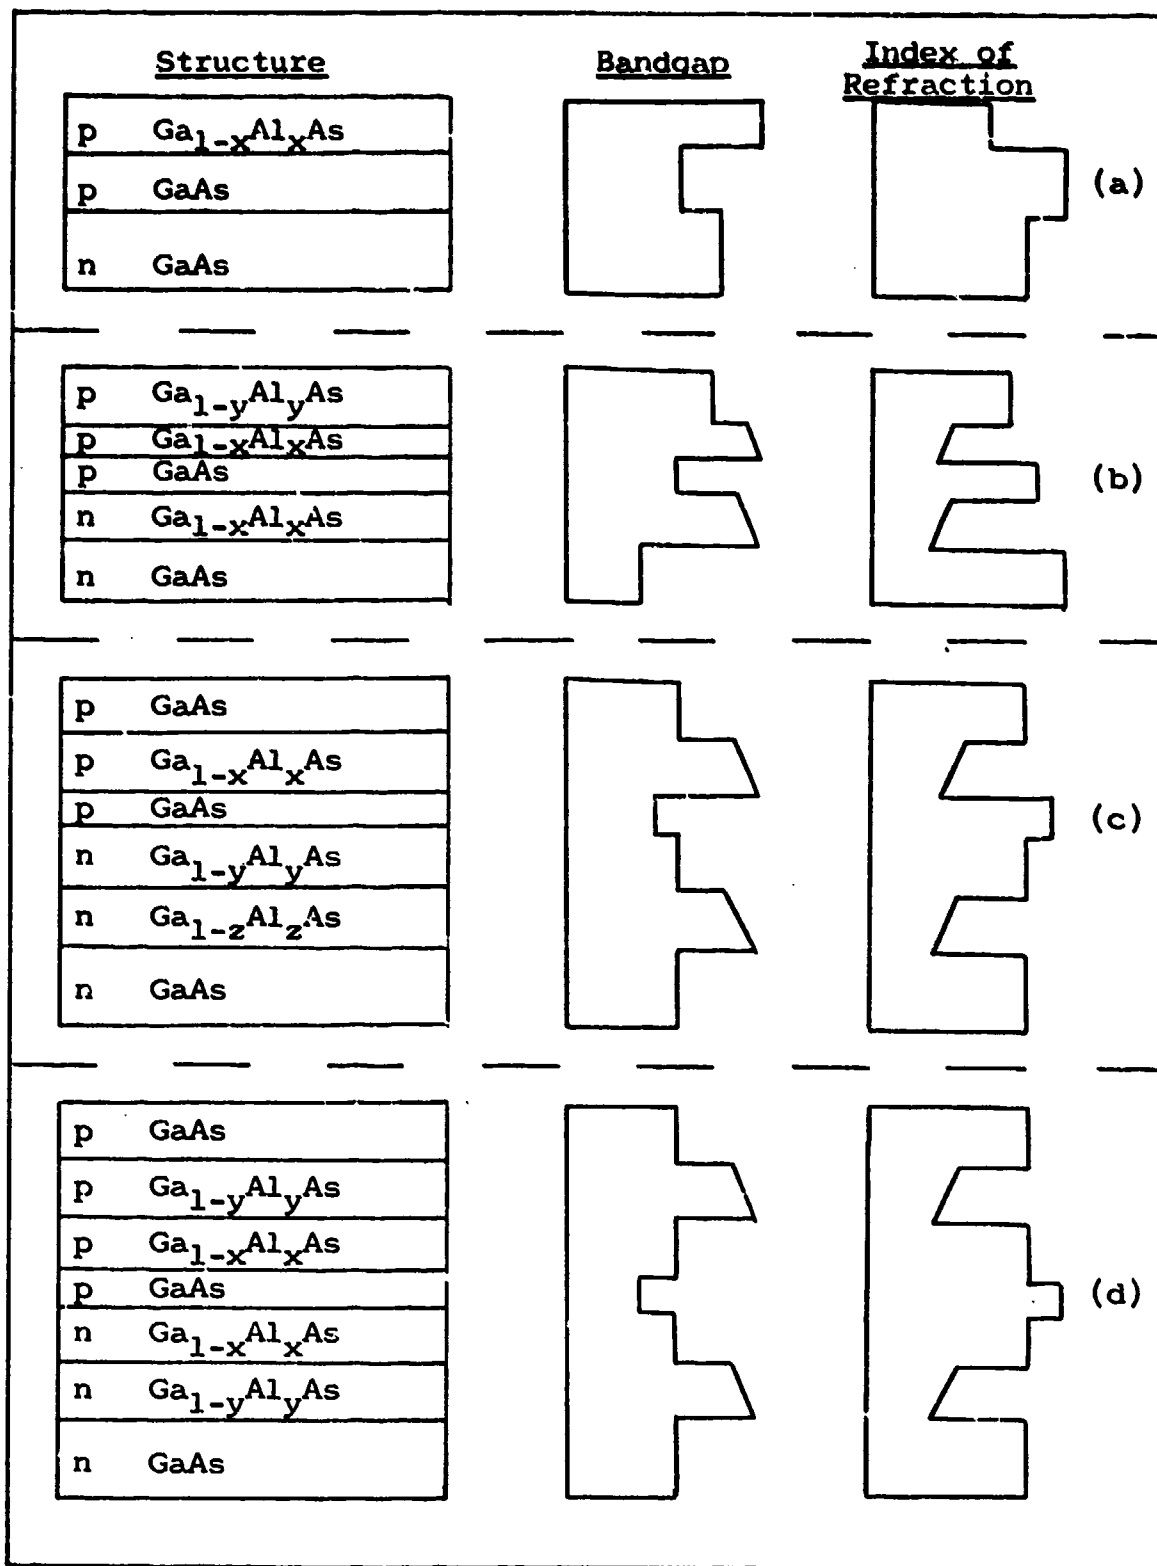 Structure
Bandgap
Index of
Refraction
p Ga1-xAlxAs
p GaAs
n GaAs
(a)
p Ga1-yAlyAs
p Ga1-xAlxAs
p GaAs
n Ga1-xAlxAs
n GaAs
(b)
p GaAs
p Ga1-xAlxAs
p GaAs
n Ga1-yAlyAs
n Ga1-zAlzAs
n GaAs
(c)
p GaAs
p Ga1-yAlyAs
p Ga1-xAlxAs
p GaAs
n Ga1-xAlxAs
n Ga1-yAlyAs
n GaAs
(d)